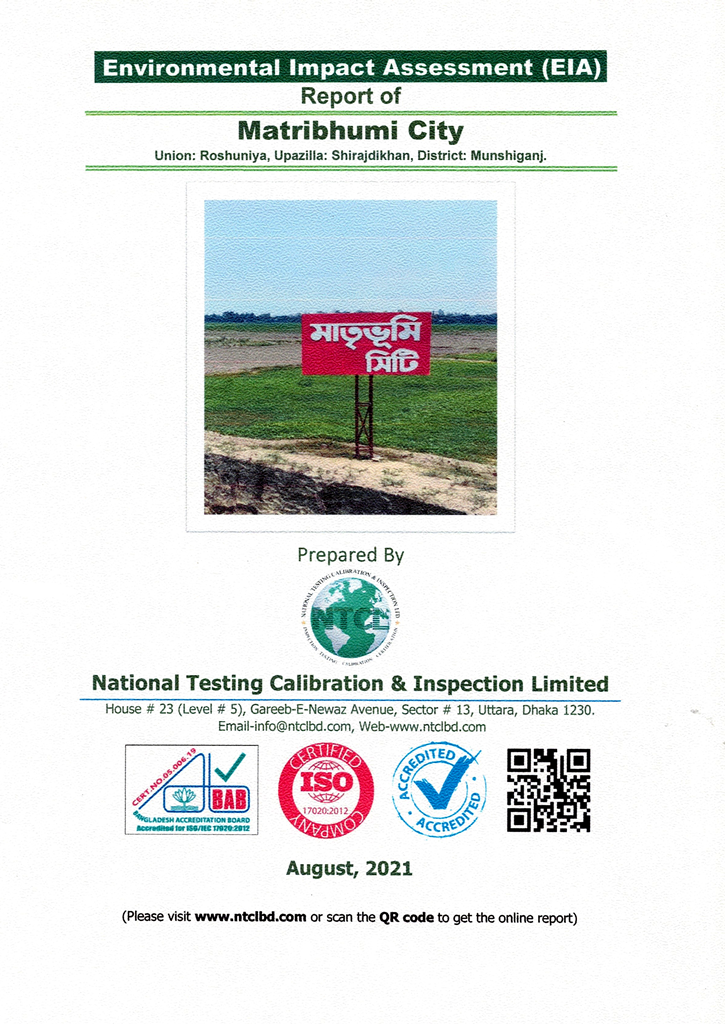 Environmental Impact Assessment (EIA)
Report of
Matribhumi City
Union: Roshuniya, Upazilla: Shirajdikhan, District: Munshiganj.
মাতৃভূমি
সিটি
Prepared By
NATIONAL TESTING CALIBRATION & INSPECTION LTD
NTCL
INSPECTION TESTING CALIBRATION CERTIFICATION
National Testing Calibration & Inspection Limited
House # 23 (Level # 5), Gareeb-E-Newaz Avenue, Sector # 13, Uttara, Dhaka 1230.
Email-info@ntclbd.com, Web-www.ntclbd.com
CERT.NO.05.006.19
BAB
BANGLADESH ACCREDITATION BOARD
Accredited for ISO/IEC 17020:2012
CERTIFIED
ISO
17020:2012
COMPANY
ACCREDITED
ACCREDITED
August, 2021
(Please visit www.ntclbd.com or scan the QR code to get the online report)